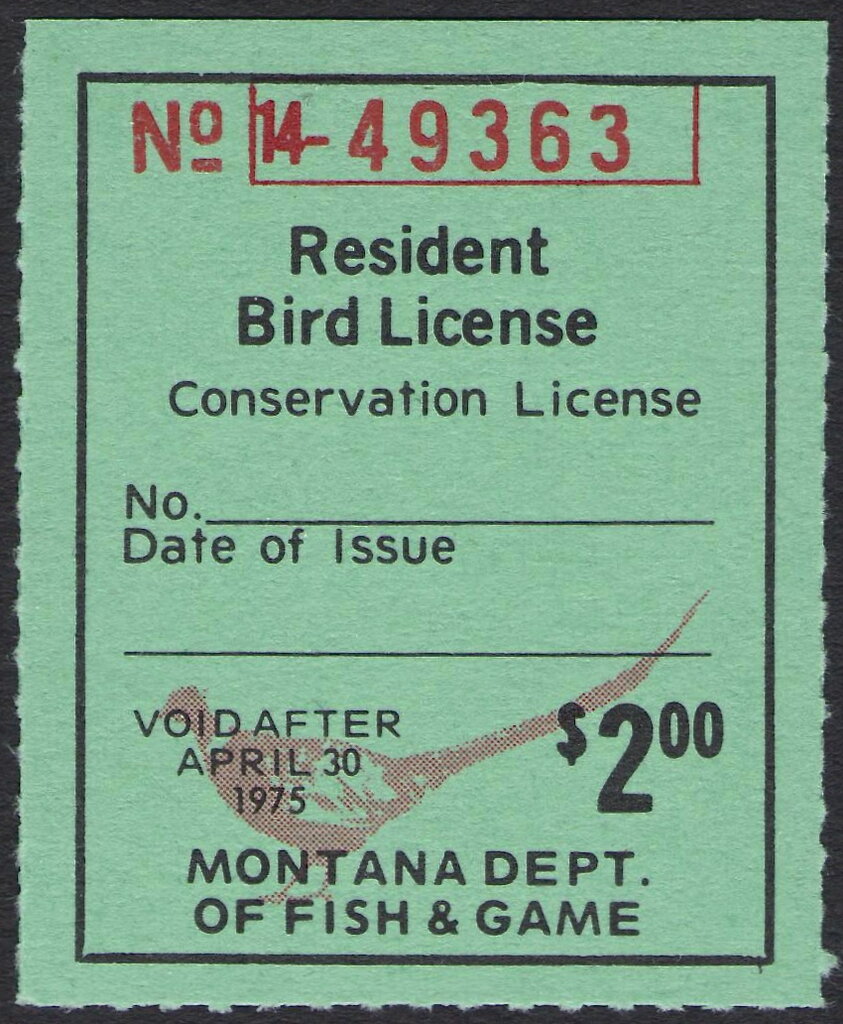 Nº 14-49363
Resident
Bird License
Conservation License
No.
Date of Issue
VOID AFTER
APRIL 30
1975
$2.00
MONTANA DEPT.
OF FISH & GAME